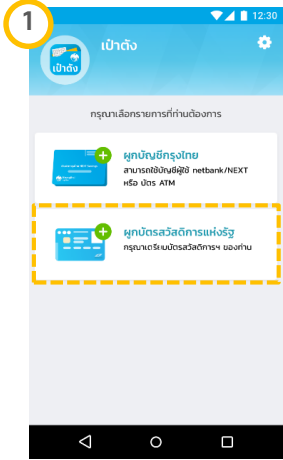 1
12:30
เป๋าตัง
เป๋าตัง
กรุณาเลือกรายการที่ท่านต้องการ
ผูกบัญชีกรุงไทย
สามารถใช้บัญชีผู้ใช้ netbank/NEXT
หรือ บัตร ATM
ผูกบัตรสวัสดิการแห่งรัฐ
กรุณาเตรียมบัตรสวัสดิการฯ ของท่าน